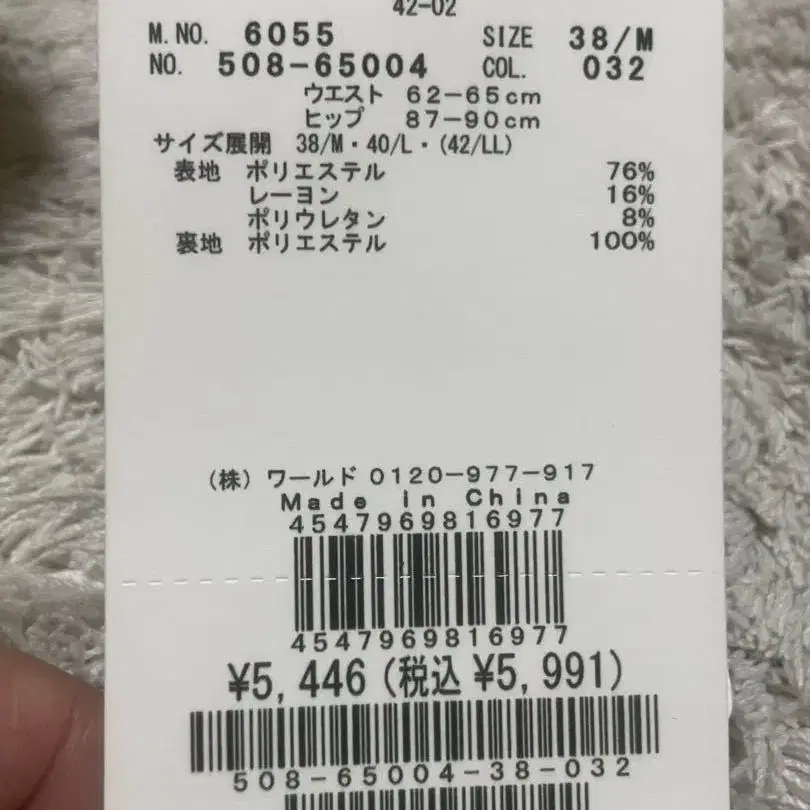 42-02
M.NO. 6055 SIZE 38/M
NO. 508-65004 COL. 032
ウエスト 62-65cm
ヒップ 87-90cm
サイズ展開 38/M・40/L・(42/LL)
表地 ポリエステル 76%
レーヨン 16%
ポリウレタン 8%
裏地 ポリエステル 100%
(株) ワールド 0120-977-917
Made in China
4547969816977
4547969816977
¥5,446(税込 ¥5,991)
508-65004-38-032